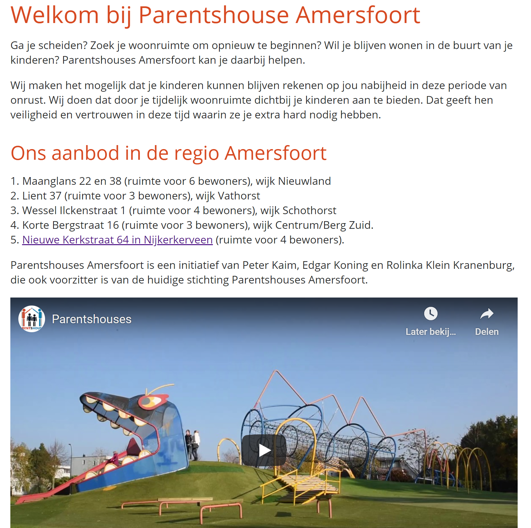 Welkom bij Parentshouse Amersfoort
Ga je scheiden? Zoek je woonruimte om opnieuw te beginnen? Wil je blijven wonen in de buurt van je
kinderen? Parentshouses Amersfoort kan je daarbij helpen.
Wij maken het mogelijk dat je kinderen kunnen blijven rekenen op jou nabijheid in deze periode van
onrust. Wij doen dat door je tijdelijk woonruimte dichtbij je kinderen aan te bieden. Dat geeft hen
veiligheid en vertrouwen in deze tijd waarin ze je extra hard nodig hebben.
Ons aanbod in de regio Amersfoort
1. Maanglans 22 en 38 (ruimte voor 6 bewoners), wijk Nieuwland
2. Lient 37 (ruimte voor 3 bewoners), wijk Vathorst
3. Wessel Ilckenstraat 1 (ruimte voor 4 bewoners), wijk Schothorst
4. Korte Bergstraat 16 (ruimte voor 3 bewoners), wijk Centrum/Berg Zuid.
5. Nieuwe Kerkstraat 64 in Nijkerkerveen (ruimte voor 4 bewoners).
Parentshouses Amersfoort is een initiatief van Peter Kaim, Edgar Koning en Rolinka Klein Kranenburg,
die ook voorzitter is van de huidige stichting Parentshouses Amersfoort.
Parentshouses
Later bekij...
Delen